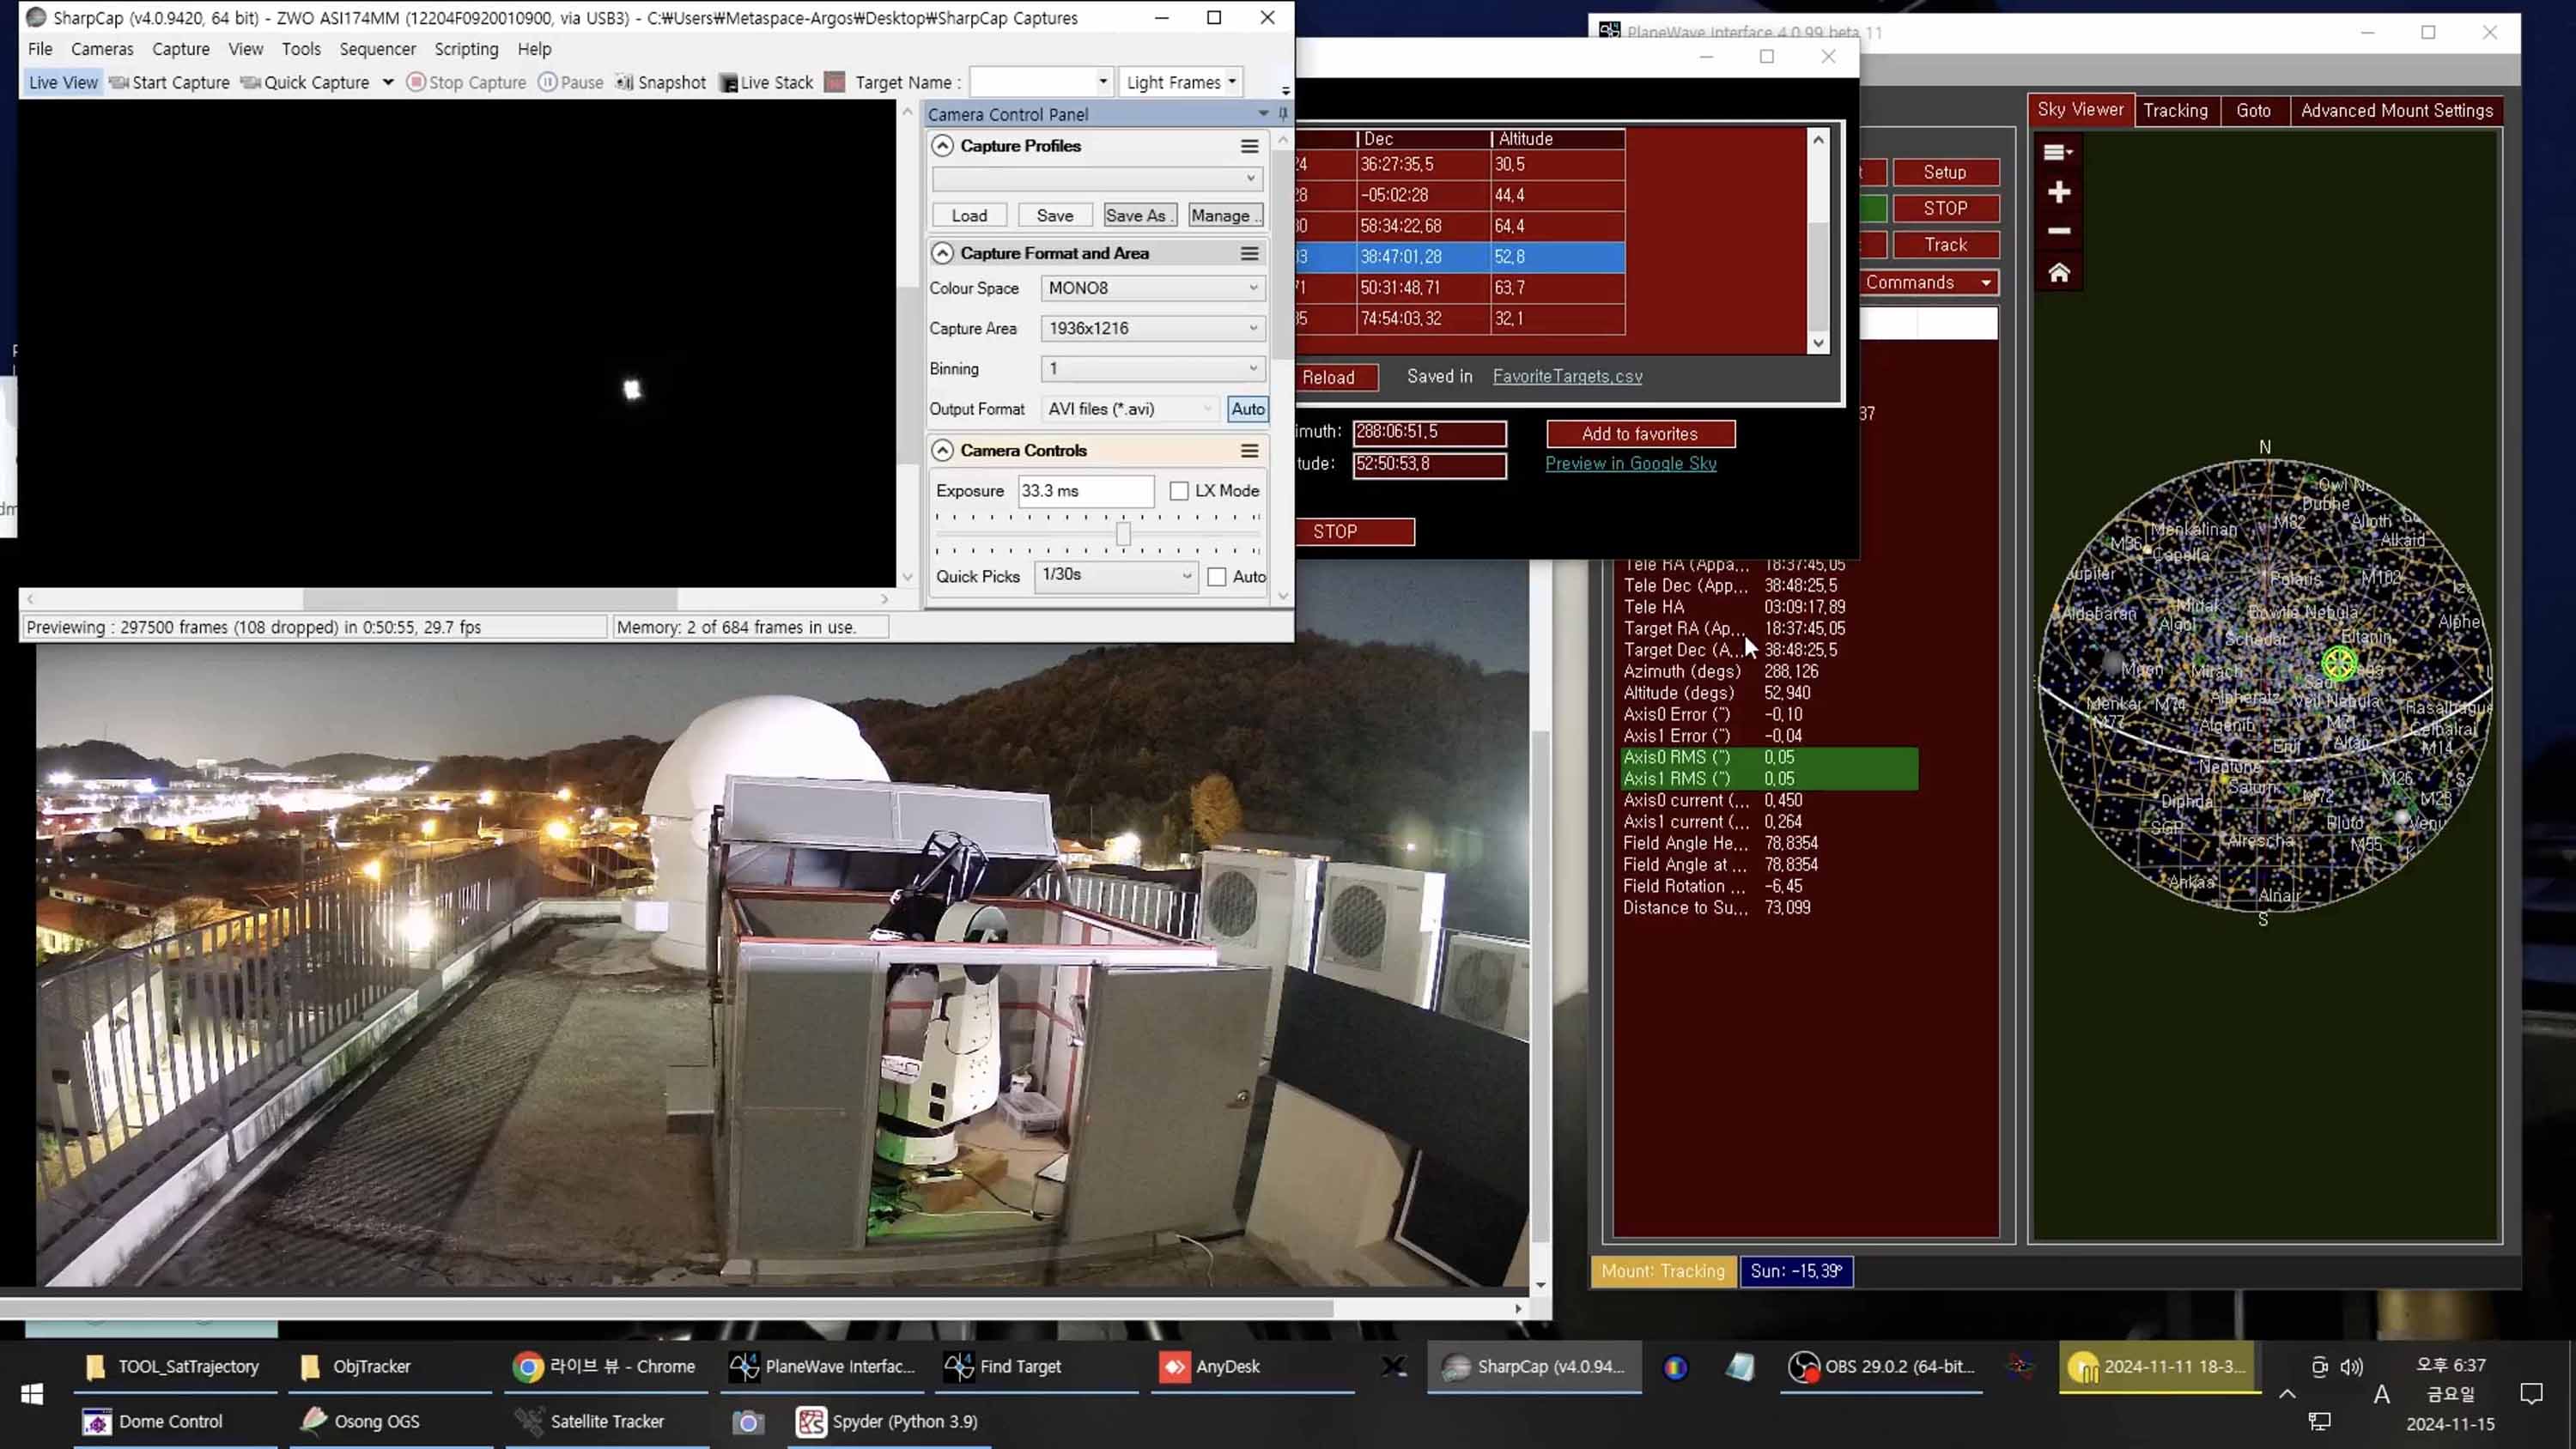 SharpCap (v4.0.9420, 64 bit) - ZWO ASI174MM (12204F0920010900, via USB3) - C:₩Users₩Metaspace-Argos₩Desktop₩SharpCap Captures
File Cameras Capture View Tools Sequencer Scripting Help
Live View Start Capture Quick Capture Stop Capture Pause Snapshot Live Stack Target Name : Light Frames
Camera Control Panel
Capture Profiles
Load Save Save As . Manage ..
Capture Format and Area
Colour Space MONO8
Capture Area 1936x1216
Binning 1
Output Format AVI files (*.avi) Auto
Camera Controls
Exposure 33.3 ms LX Mode
Quick Picks 1/30s Auto
Previewing : 297500 frames (108 dropped) in 0:50:55, 29.7 fps Memory: 2 of 684 frames in use.
Dec Altitude
24 36:27:35,5 30,5
28 -05:02:28 44,4
30 58:34:22,68 64,4
33 38:47:01,28 52,8
71 50:31:48,71 63,7
35 74:54:03,32 32,1
Reload Saved in FavoriteTargets,csv
imuth: 288:06:51,5 Add to favorites
tude: 52:50:53,8 Preview in Google Sky
STOP
PlaneWave Interface 4.0.99 beta 11
Setup
STOP
Track
Commands
37
Tele RA (Appa... 18:37:45,05
Tele Dec (App... 38:48:25,5
Tele HA 03:09:17,89
Target RA (Ap... 18:37:45,05
Target Dec (A... 38:48:25,5
Azimuth (degs) 288,126
Altitude (degs) 52,940
Axis0 Error (") -0,10
Axis1 Error (") -0,04
Axis0 RMS (") 0,05
Axis1 RMS (") 0,05
Axis0 current (... 0,450
Axis1 current (... 0,264
Field Angle He... 78,8354
Field Angle at ... 78,8354
Field Rotation ... -6,45
Distance to Su... 73,099
Mount: Tracking Sun: -15,39°
Sky Viewer Tracking Goto Advanced Mount Settings
N
Owl Ne
Dubhe
M82
Alioth
Menkalinan
Alkaid
M36
Capella
Jupiter
Polaris
M102
Aldebaran
Mirfak
Bowtie Nebula
Algol
Alphe
Schedar
Eltanin
Moon
Mirach
Sadr
Alpheratz
Veil Nebula
Menkar
M74
Rasalhague
M77
Algenib
M71
Cebalrai
Enif
Altair
M14
Neptune
Saturn
M26
Diphda
M72
M28
SGP
Pluto
Venu
Alrescha
M55
Ankaa
Alnair
S
TOOL_SatTrajectory ObjTracker 라이브 뷰 - Chrome PlaneWave Interfac... Find Target AnyDesk SharpCap (v4.0.94... OBS 29.0.2 (64-bit... 2024-11-11 18-3...
Dome Control Osong OGS Satellite Tracker Spyder (Python 3.9)
A
오후 6:37
금요일
2024-11-15